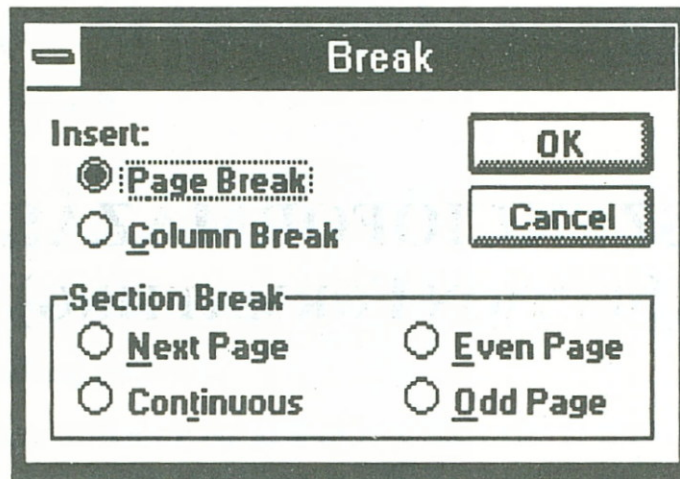 Break
Insert:
Page Break
Column Break
OK
Cancel
Section Break
Next Page
Even Page
Continuous
Odd Page